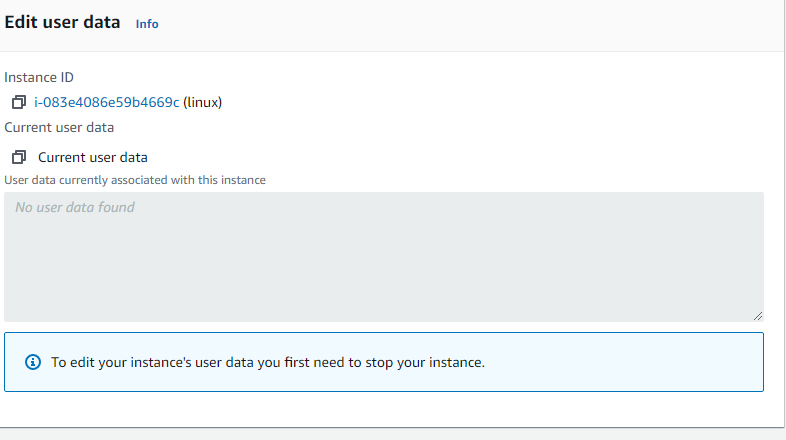 Edit user data Info
Instance ID
i-083e4086e59b4669c (linux)
Current user data
Current user data
User data currently associated with this instance
No user data found
To edit your instance's user data you first need to stop your instance.